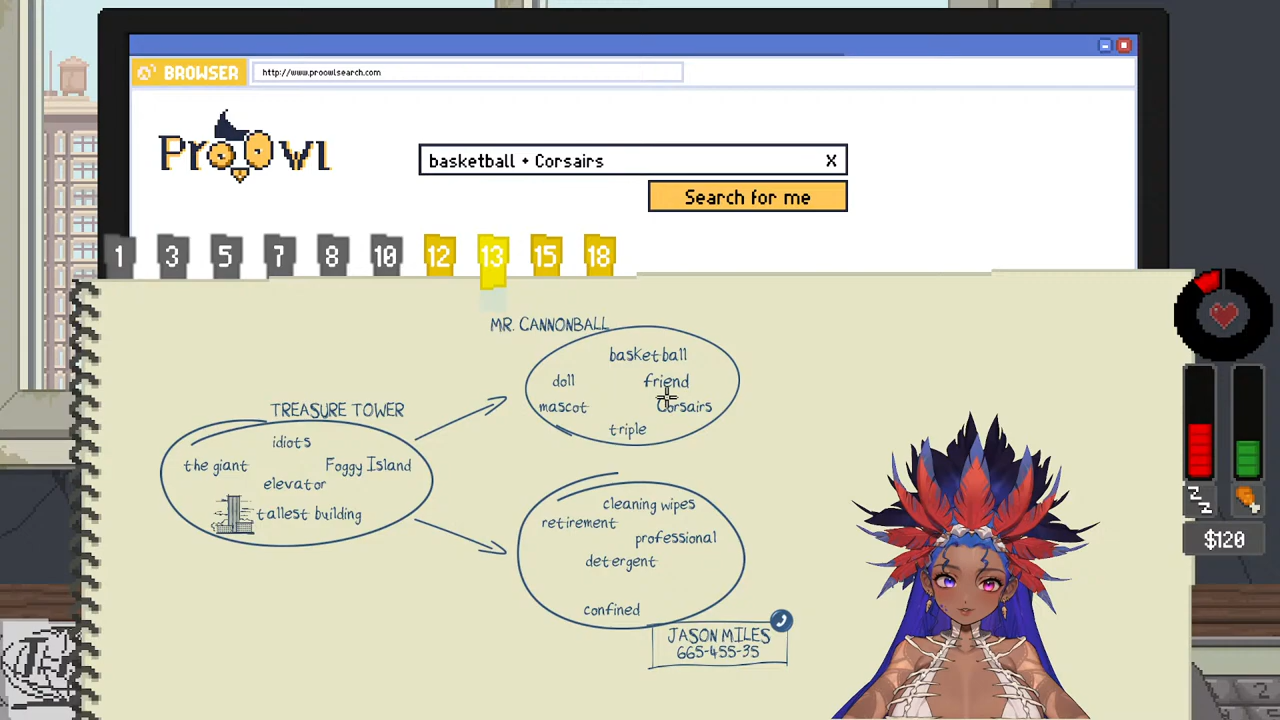 BROWSER
http://www.proowlsearch.com
PrOOwl
basketball + Corsairs X
Search for me
1 3 5 7 8 10 12 13 15 18
MR. CANNONBALL
basketball
doll friend
mascot Corsairs
triple
TREASURE TOWER
idiots
the giant Foggy Island
elevator
tallest building
cleaning wipes
retirement
professional
detergent
confined
JASON MILES
665-455-35
$120